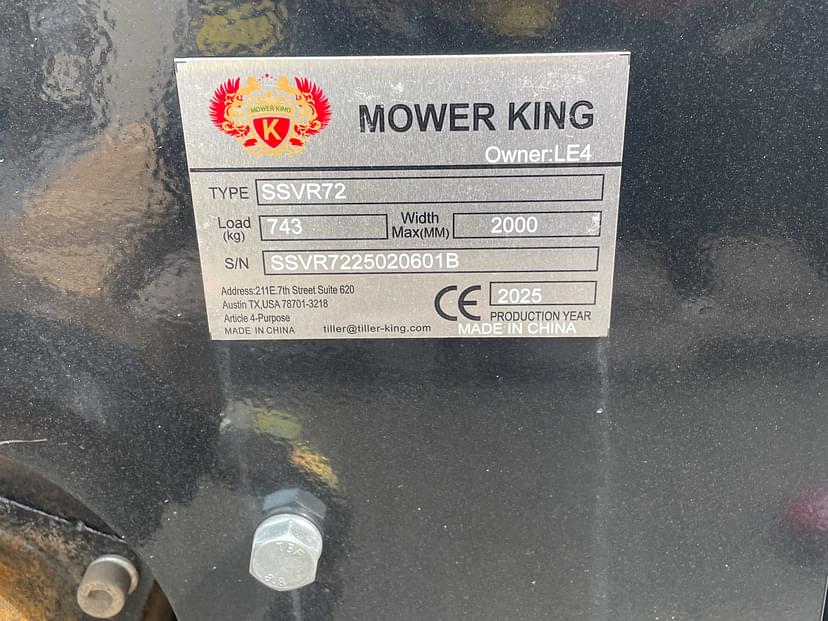 MOWER KING
K
MOWER KING
Owner:LE4
TYPE SSVR72
Load (kg) 743 Width Max(MM) 2000
S/N SSVR7225020601B
Address:211E.7th Street Suite 620
Austin TX,USA 78701-3218
Article 4-Purpose
MADE IN CHINA tiller@tiller-king.com
CE 2025
PRODUCTION YEAR
MADE IN CHINA
8.8